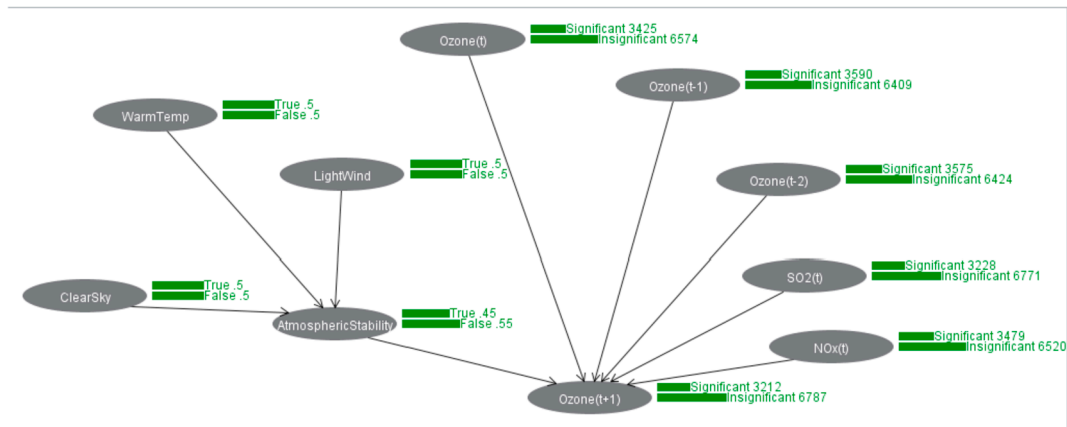 Ozone(t)
Significant 3425
Insignificant 6574
Ozone(t-1)
Significant 3590
Insignificant 6409
WarmTemp
True .5
False .5
LightWind
True .5
False .5
Ozone(t-2)
Significant 3575
Insignificant 6424
SO2(t)
Significant 3228
Insignificant 6771
ClearSky
True .5
False .5
AtmosphericStability
True .45
False .55
NOx(t)
Significant 3479
Insignificant 6520
Ozone(t+1)
Significant 3212
Insignificant 6787